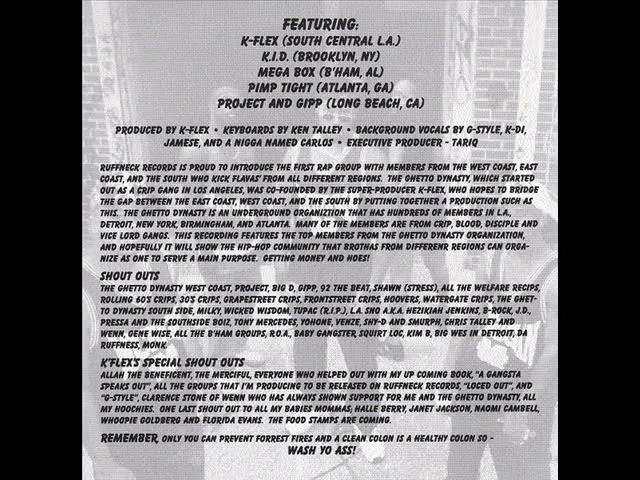 FEATURING:
K-FLEX (SOUTH CENTRAL L.A.)
K.I.D. (BROOKLYN, NY)
MEGA BOX (B'HAM, AL)
PIMP TIGHT (ATLANTA, GA)
PROJECT AND GIPP (LONG BEACH, CA)
PRODUCED BY K-FLEX • KEYBOARDS BY KEN TALLEY • BACKGROUND VOCALS BY G-STYLE, K-DI,
JAMESE, AND A NIGGA NAMED CARLOS • EXECUTIVE PRODUCER - TARIQ
RUFFNECK RECORDS IS PROUD TO INTRODUCE THE FIRST RAP GROUP WITH MEMBERS FROM THE WEST COAST, EAST
COAST, AND THE SOUTH WHO KICK FLAVAS' FROM ALL DIFFERENT REGIONS. THE GHETTO DYNASTY, WHICH STARTED
OUT AS A CRIP GANG IN LOS ANGELES, WAS CO-FOUNDED BY THE SUPER-PRODUCER K-FLEX, WHO HOPES TO BRIDGE
THE GAP BETWEEN THE EAST COAST, WEST COAST, AND THE SOUTH BY PUTTING TOGETHER A PRODUCTION SUCH AS
THIS. THE GHETTO DYNASTY IS AN UNDERGROUND ORGANIZTION THAT HAS HUNDREDS OF MEMBERS IN L.A.,
DETROIT, NEW YORK, BIRMINGHAM, AND ATLANTA. MANY OF THE MEMBERS ARE FROM CRIP, BLOOD, DISCIPLE AND
VICE LORD GANGS. THIS RECORDING FEATURES THE TOP MEMBERS FROM THE GHETTO DYNASTY ORGANIZATION,
AND HOPEFULLY IT WILL SHOW THE HIP-HOP COMMUNITY THAT BROTHAS FROM DIFFERENR REGIONS CAN ORGA-
NIZE AS ONE TO SERVE A MAIN PURPOSE. GETTING MONEY AND HOES!
SHOUT OUTS
THE GHETTO DYNASTY WEST COAST, PROJECT, BIG D, GIPP, 92 THE BEAT, SHAWN (STRESS), ALL THE WELFARE RECIPS,
ROLLING 60'S CRIPS, 30'S CRIPS, GRAPESTREET CRIPS, FRONTSTREET CRIPS, HOOVERS, WATERGATE CRIPS, THE GHET-
TO DYNASTY SOUTH SIDE, MILKY, WICKED WISDOM, TUPAC (R.I.P.), L.A. SNO A.K.A. HEZIKIAH JENKINS, B-ROCK, J.D.,
PRESSA AND THE SOUTHSIDE BOIZ, TONY MERCEDES, YOHONE, VENZE, SHY-D AND SMURPH, CHRIS TALLEY AND
WENN, GENE WISE, ALL THE B'HAM GROUPS, R.O.A., BABY GANGSTER, SQUIRT LOC, KIM B, BIG WES IN DETROIT, DA
RUFFNESS, MONK.
K'FLEX'S SPECIAL SHOUT OUTS
ALLAH THE BENEFICENT, THE MERCIFUL, EVERYONE WHO HELPED OUT WITH MY UP COMING BOOK, "A GANGSTA
SPEAKS OUT", ALL THE GROUPS THAT I'M PRODUCING TO BE RELEASED ON RUFFNECK RECORDS, "LOCED OUT", AND
"G-STYLE", CLARENCE STONE OF WENN WHO HAS ALWAYS SHOWN SUPPORT FOR ME AND THE GHETTO DYNASTY, ALL
MY HOOCHIES. ONE LAST SHOUT OUT TO ALL MY BABIES MOMMAS; HALLE BERRY, JANET JACKSON, NAOMI CAMBELL,
WHOOPIE GOLDBERG AND FLORIDA EVANS. THE FOOD STAMPS ARE COMING.
REMEMBER, ONLY YOU CAN PREVENT FORREST FIRES AND A CLEAN COLON IS A HEALTHY COLON SO -
WASH YO ASS!